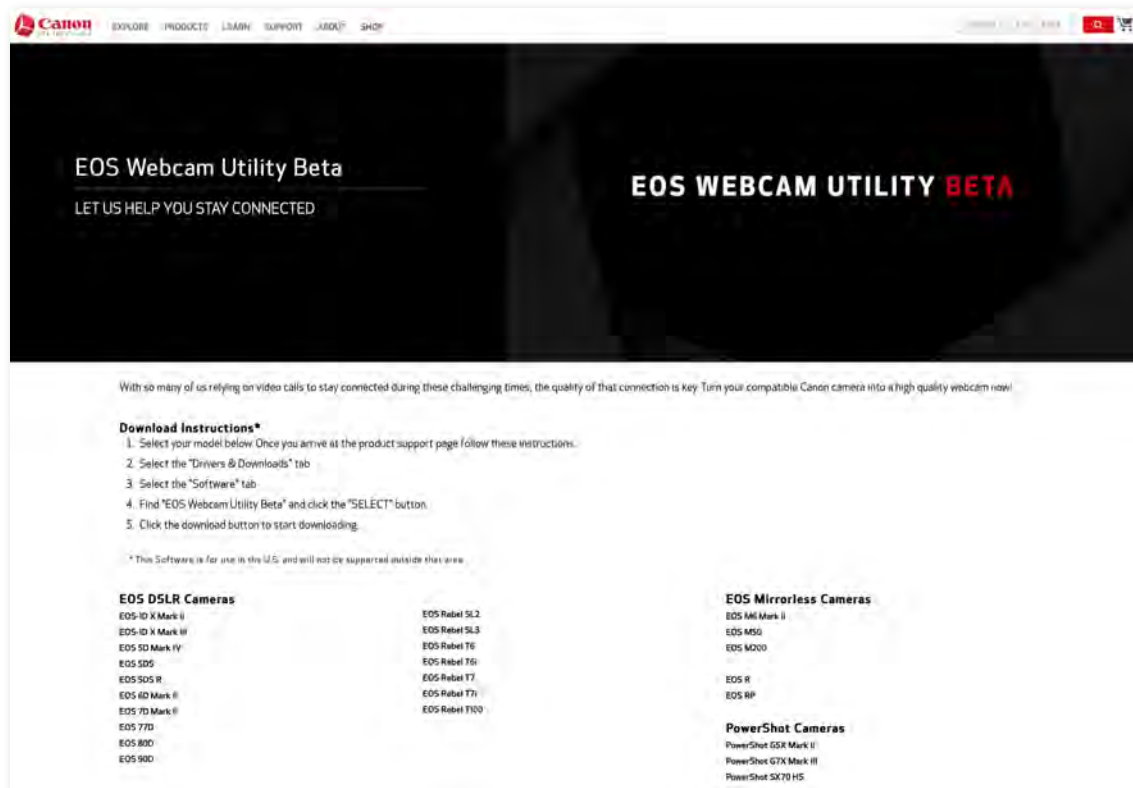 Canon
EXPLORE PRODUCTS LEARN SUPPORT ABOUT SHOP
EOS Webcam Utility Beta
LET US HELP YOU STAY CONNECTED
EOS WEBCAM UTILITY BETA
With so many of us relying on video calls to stay connected during these challenging times, the quality of that connection is key. Turn your compatible Canon camera into a high quality webcam now!
Download Instructions*
1. Select your model below. Once you arrive at the product support page follow these instructions.
2. Select the "Drivers & Downloads" tab
3. Select the "Software" tab
4. Find "EOS Webcam Utility Beta" and click the "SELECT" button.
5. Click the download button to start downloading.
* This Software is for use in the U.S. and will not be supported outside that area.
EOS DSLR Cameras
EOS-1D X Mark II
EOS-1D X Mark III
EOS 5D Mark IV
EOS 5DS
EOS 5DS R
EOS 6D Mark II
EOS 7D Mark II
EOS 77D
EOS 80D
EOS 90D
EOS Rebel SL2
EOS Rebel SL3
EOS Rebel T6
EOS Rebel T6i
EOS Rebel T7
EOS Rebel T7i
EOS Rebel T100
EOS Mirrorless Cameras
EOS M6 Mark II
EOS M50
EOS M200
EOS R
EOS RP
PowerShot Cameras
PowerShot G5X Mark II
PowerShot G7X Mark III
PowerShot SX70 HS